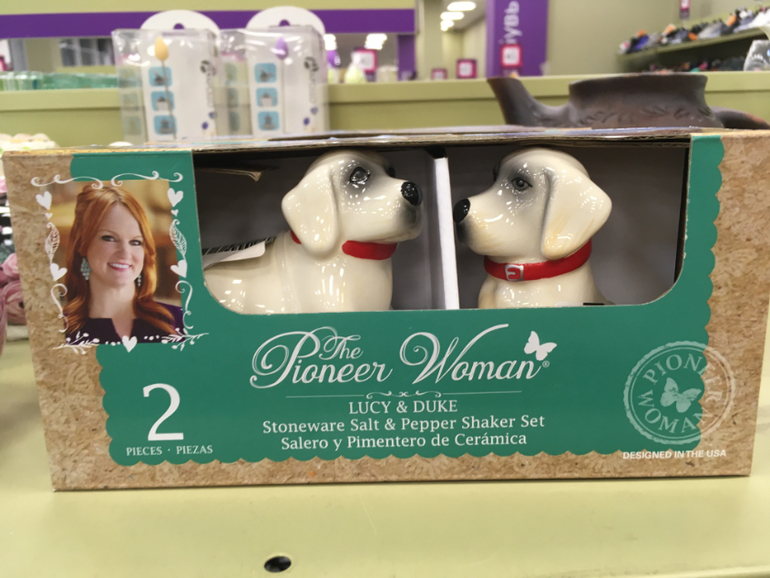 The
Pioneer Woman®
LUCY & DUKE
Stoneware Salt & Pepper Shaker Set
Salero y Pimentero de Cerámica
2
PIECES · PIEZAS
PIONEER
WOMAN
DESIGNED IN THE USA